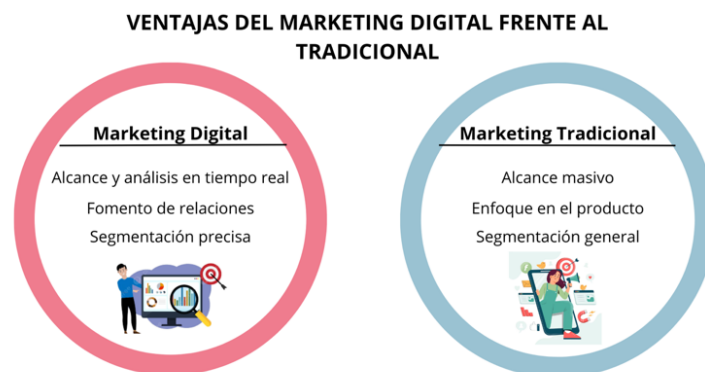 VENTAJAS DEL MARKETING DIGITAL FRENTE AL
TRADICIONAL
Marketing Digital
Alcance y análisis en tiempo real
Fomento de relaciones
Segmentación precisa
Marketing Tradicional
Alcance masivo
Enfoque en el producto
Segmentación general